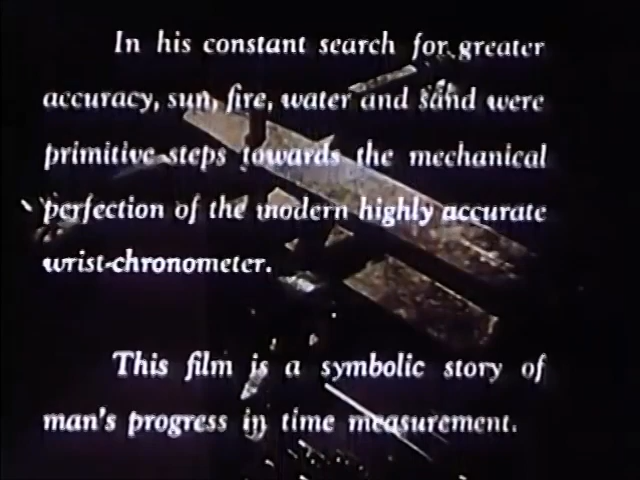 In his constant search for greater
accuracy, sun, fire, water and sand were
primitive steps towards the mechanical
perfection of the modern highly accurate
wrist-chronometer.
This film is a symbolic story of
man's progress in time measurement.